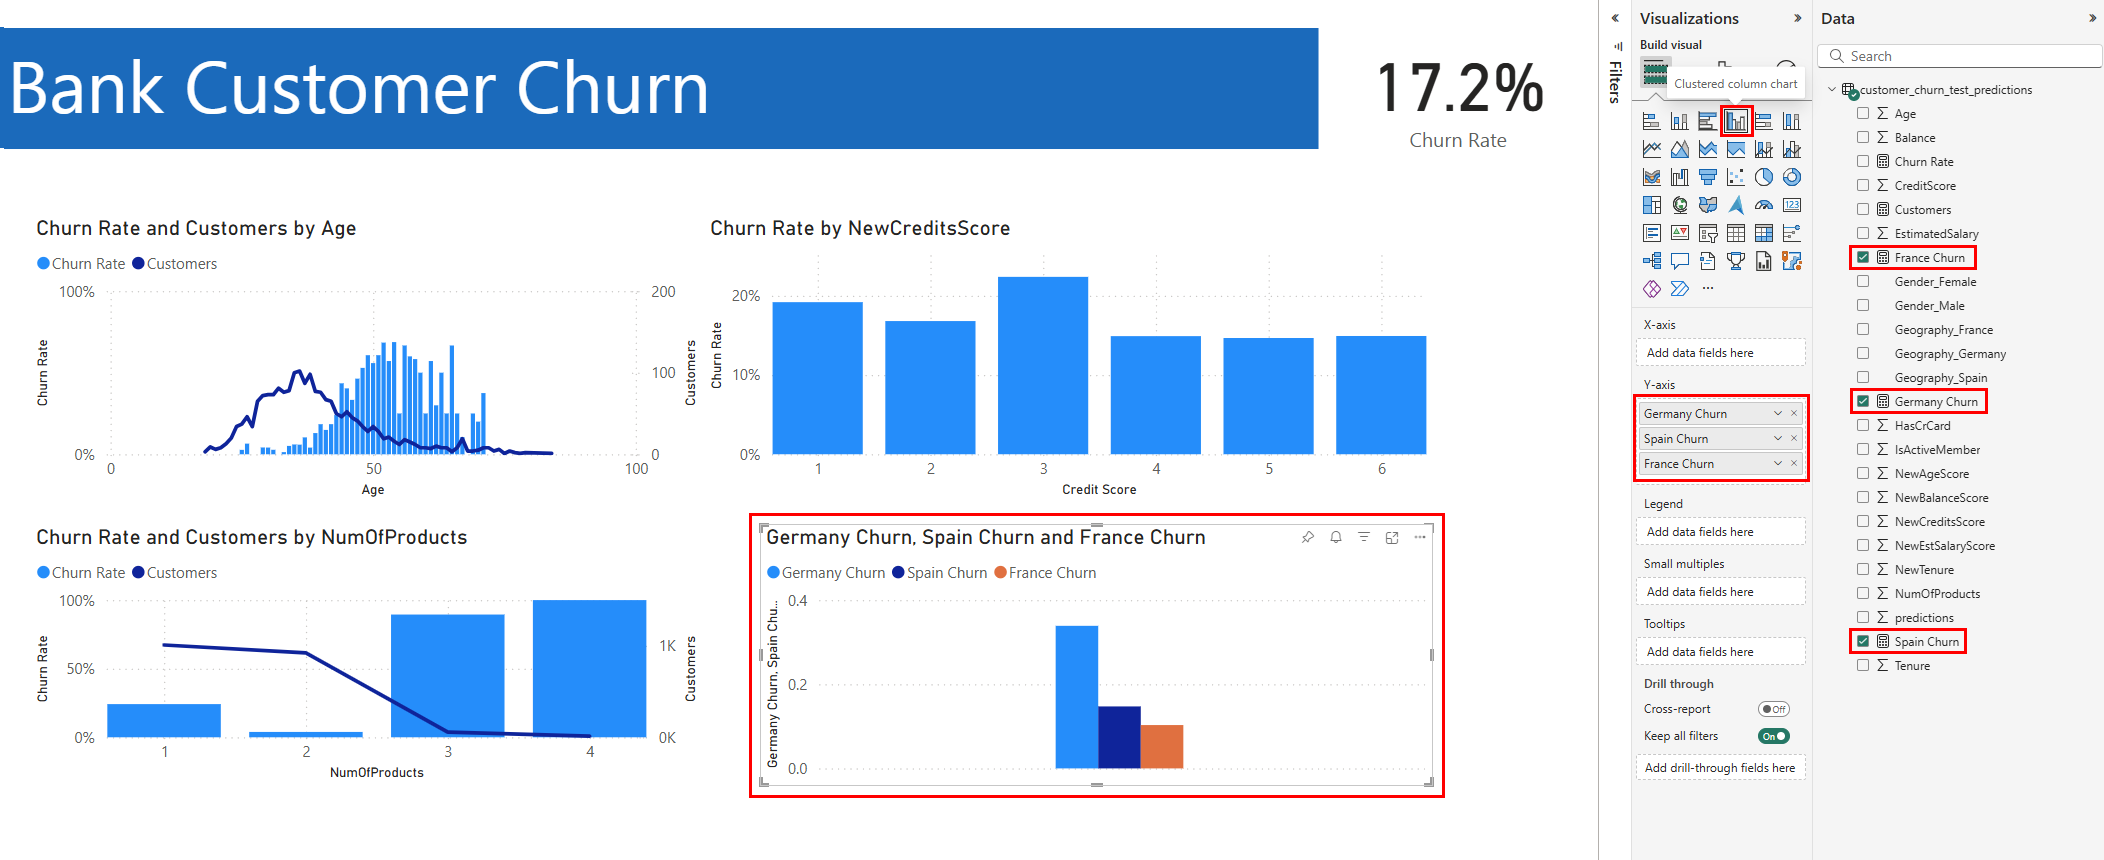 Bank Customer Churn
17.2%
Churn Rate
Churn Rate and Customers by Age
Churn Rate Customers
100%
50%
0%
Churn Rate
200
100
0
Customers
0 50 100
Age
Churn Rate by NewCreditsScore
20%
10%
0%
Churn Rate
1 2 3 4 5 6
Credit Score
Churn Rate and Customers by NumOfProducts
Churn Rate Customers
100%
50%
0%
Churn Rate
1K
0K
Customers
1 2 3 4
NumOfProducts
Germany Churn, Spain Churn and France Churn
Germany Churn Spain Churn France Churn
0.4
0.2
0.0
Germany Churn, Spain Chu...
Filters
Visualizations
Build visual
Clustered column chart
123
X-axis
Add data fields here
Y-axis
Germany Churn
Spain Churn
France Churn
Legend
Add data fields here
Small multiples
Add data fields here
Tooltips
Add data fields here
Drill through
Cross-report Off
Keep all filters On
Add drill-through fields here
Data
Search
customer_churn_test_predictions
Age
Balance
Churn Rate
CreditScore
Customers
EstimatedSalary
France Churn
Gender_Female
Gender_Male
Geography_France
Geography_Germany
Geography_Spain
Germany Churn
HasCrCard
IsActiveMember
NewAgeScore
NewBalanceScore
NewCreditsScore
NewEstSalaryScore
NewTenure
NumOfProducts
predictions
Spain Churn
Tenure